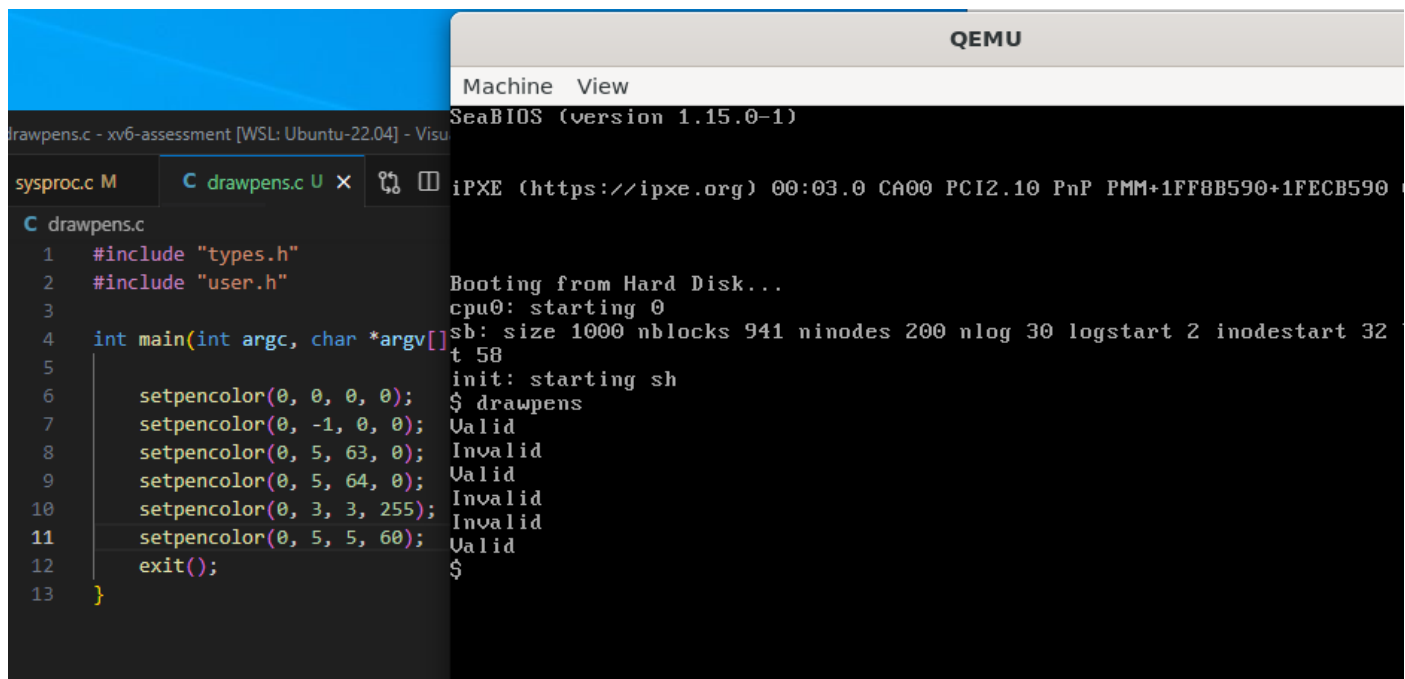 QEMU
Machine View
drawpens.c - xv6-assessment [WSL: Ubuntu-22.04] - Visu
sysproc.c M
C drawpens.c U ×
C drawpens.c
1 #include "types.h"
2 #include "user.h"
3
4 int main(int argc, char *argv[]
5
6 setpencolor(0, 0, 0, 0);
7 setpencolor(0, -1, 0, 0);
8 setpencolor(0, 5, 63, 0);
9 setpencolor(0, 5, 64, 0);
10 setpencolor(0, 3, 3, 255);
11 setpencolor(0, 5, 5, 60);
12 exit();
13 }
SeaBIOS (version 1.15.0-1)
iPXE (https://ipxe.org) 00:03.0 CA00 PCI2.10 PnP PMM+1FF8B590+1FECB590
Booting from Hard Disk...
cpu0: starting 0
sb: size 1000 nblocks 941 ninodes 200 nlog 30 logstart 2 inodestart 32
t 58
init: starting sh
$ drawpens
Valid
Invalid
Valid
Invalid
Invalid
Valid
$